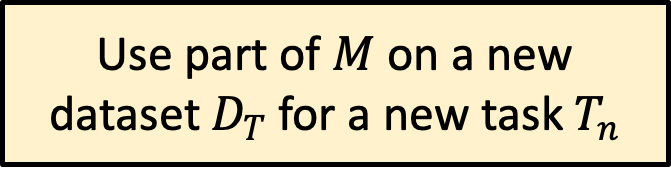 Use part of M on a new
dataset D_T for a new task T_n